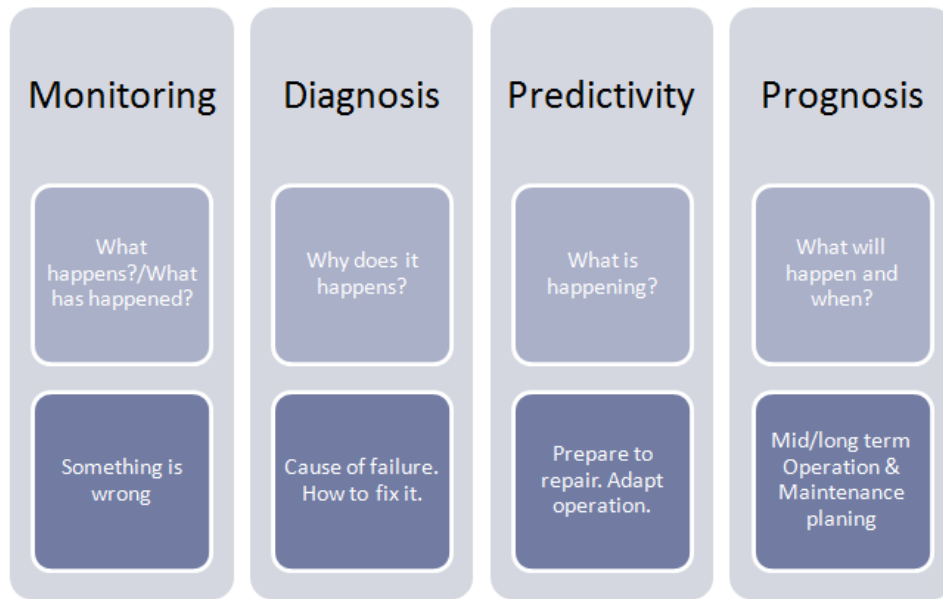 Monitoring
What
happens?/What
has happened?
Something is
wrong
Diagnosis
Why does it
happens?
Cause of failure.
How to fix it.
Predictivity
What is
happening?
Prepare to
repair. Adapt
operation.
Prognosis
What will
happen and
when?
Mid/long term
Operation &
Maintenance
planing